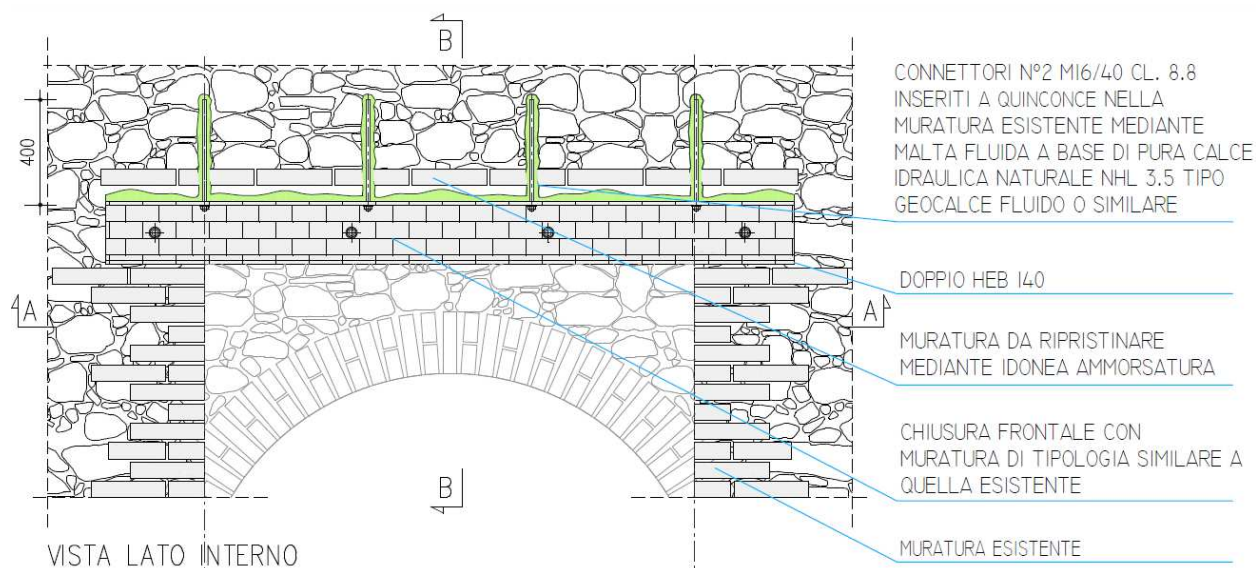 B
CONNETTORI N°2 M16/40 CL. 8.8
INSERITI A QUINCONCE NELLA
MURATURA ESISTENTE MEDIANTE
MALTA FLUIDA A BASE DI PURA CALCE
IDRAULICA NATURALE NHL 3.5 TIPO
GEOCALCE FLUIDO O SIMILARE
400
DOPPIO HEB 140
A
A
MURATURA DA RIPRISTINARE
MEDIANTE IDONEA AMMORSATURA
CHIUSURA FRONTALE CON
MURATURA DI TIPOLOGIA SIMILARE A
QUELLA ESISTENTE
B
MURATURA ESISTENTE
VISTA LATO INTERNO